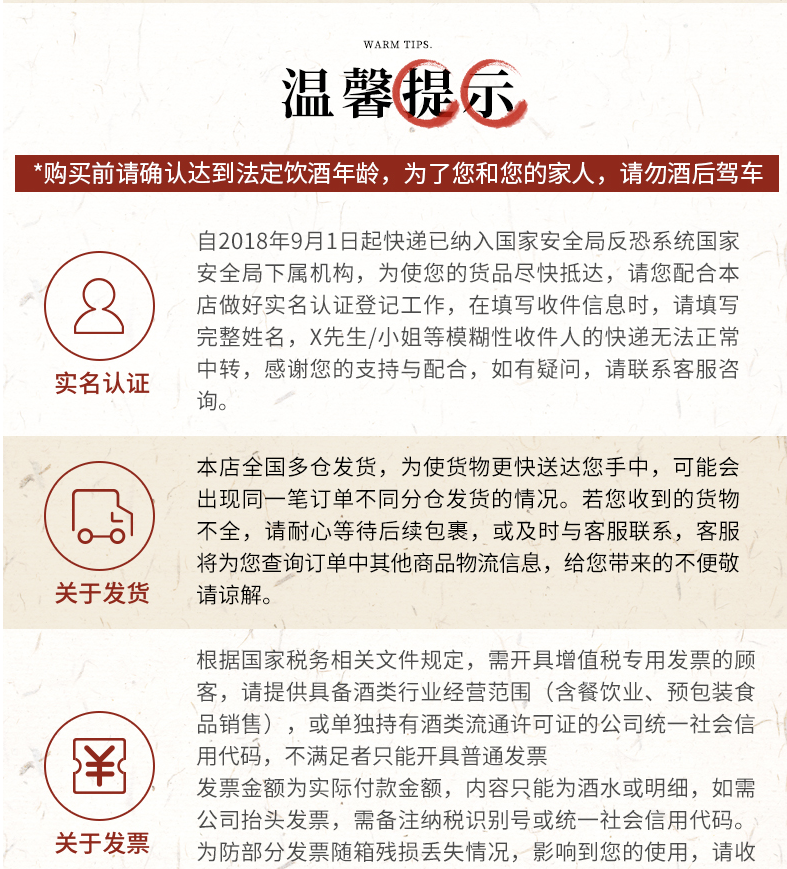 WARM TIPS.
温馨提示
*购买前请确认达到法定饮酒年龄，为了您和您的家人，请勿酒后驾车
自2018年9月1日起快递已纳入国家安全局反恐系统国家
安全局下属机构，为使您的货品尽快抵达，请您配合本
店做好实名认证登记工作，在填写收件信息时，请填写
完整姓名，X先生/小姐等模糊性收件人的快递无法正常
中转，感谢您的支持与配合，如有疑问，请联系客服咨
询。
实名认证
本店全国多仓发货，为使货物更快送达您手中，可能会
出现同一笔订单不同分仓发货的情况。若您收到的货物
不全，请耐心等待后续包裹，或及时与客服联系，客服
将为您查询订单中其他商品物流信息，给您带来的不便敬
请谅解。
关于发货
根据国家税务相关文件规定，需开具增值税专用发票的顾
客，请提供具备酒类行业经营范围（含餐饮业、预包装食
品销售），或单独持有酒类流通许可证的公司统一社会信
用代码，不满足者只能开具普通发票
发票金额为实际付款金额，内容只能为酒水或明细，如需
公司抬头发票，需备注纳税识别号或统一社会信用代码。
为防部分发票随箱残损丢失情况，影响到您的使用，请收
关于发票